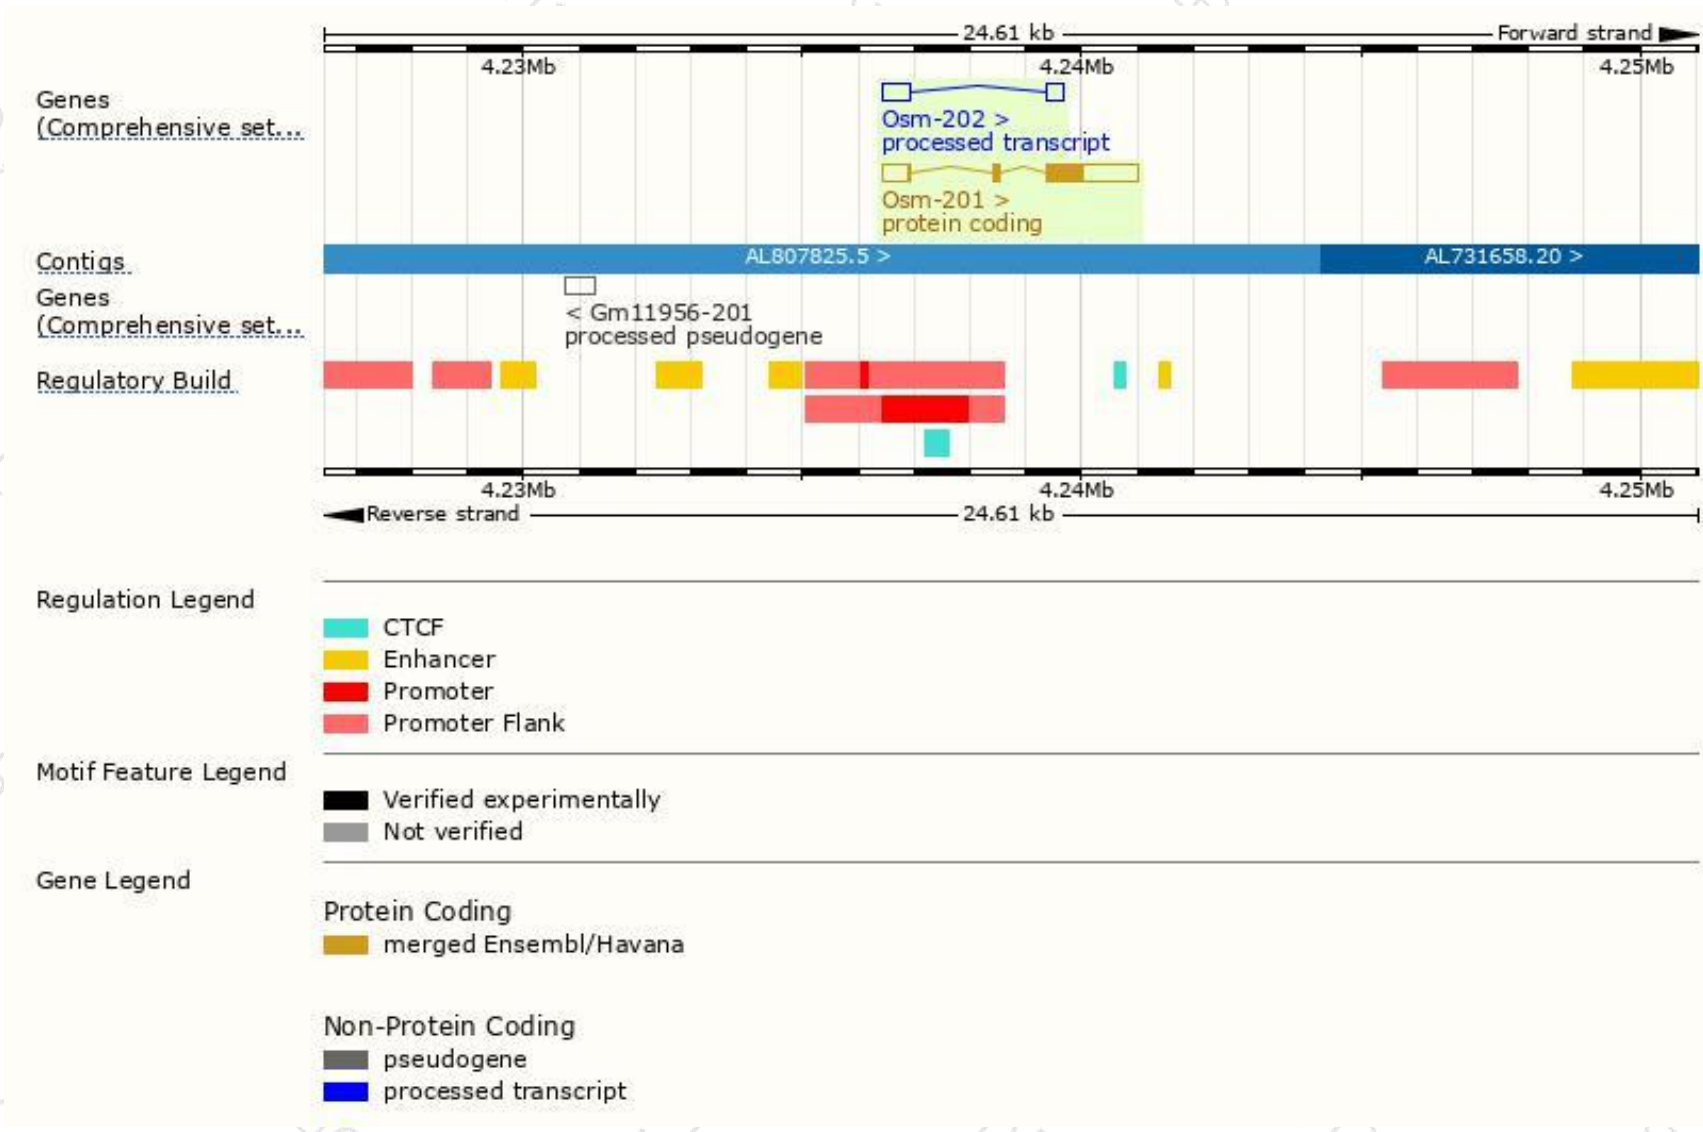 24.61 kb Forward strand
4.23Mb 4.24Mb 4.25Mb
Genes
(Comprehensive set...
Osm-202 >
processed transcript
Osm-201 >
protein coding
Contigs AL807825.5 > AL731658.20 >
Genes
(Comprehensive set...
< Gm11956-201
processed pseudogene
Regulatory Build
4.23Mb 4.24Mb 4.25Mb
Reverse strand 24.61 kb
Regulation Legend
CTCF
Enhancer
Promoter
Promoter Flank
Motif Feature Legend
Verified experimentally
Not verified
Gene Legend
Protein Coding
merged Ensembl/Havana
Non-Protein Coding
pseudogene
processed transcript